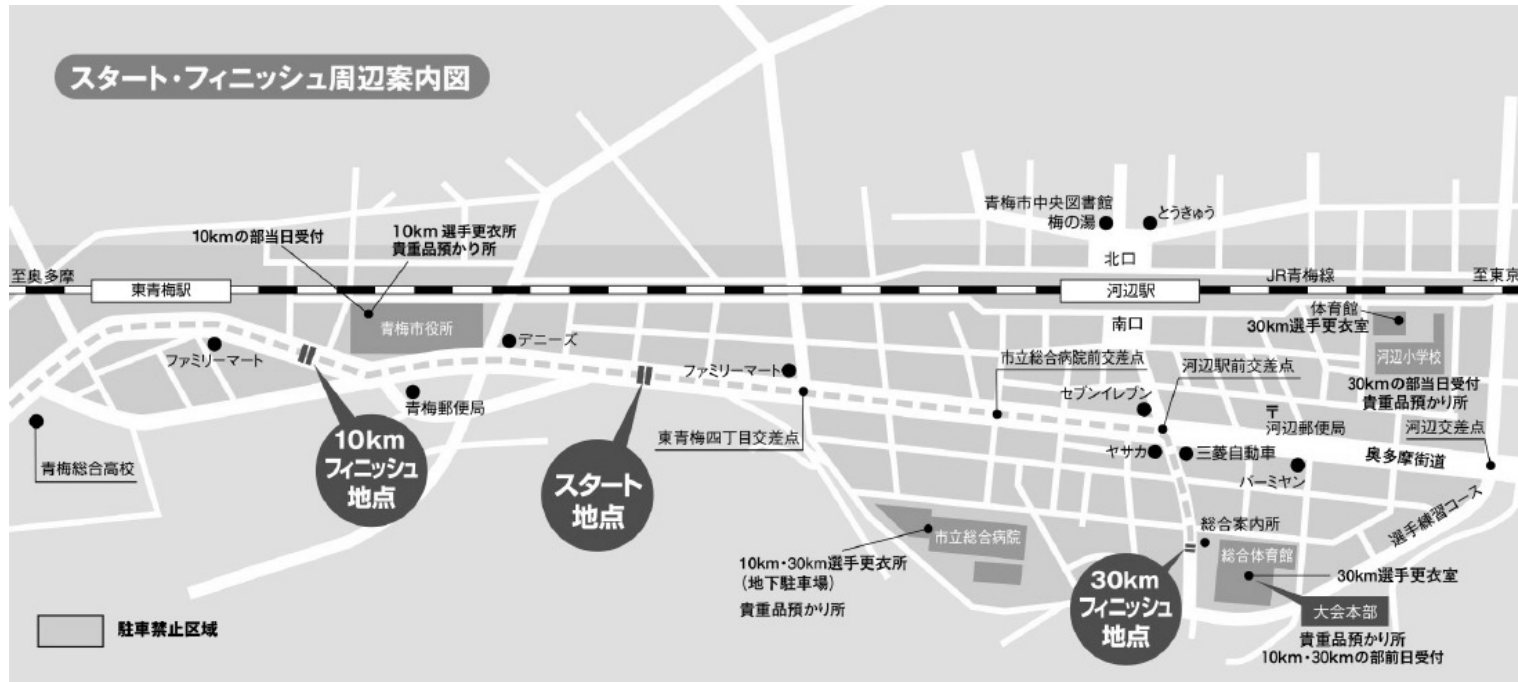 スタート・フィニッシュ周辺案内図
青梅市中央図書館
梅の湯
とうきゅう
10kmの部当日受付
10km 選手更衣所
貴重品預かり所
北口
至奥多摩
東青梅駅
河辺駅
JR青梅線
至東京
南口
体育館
30km選手更衣室
青梅市役所
デニーズ
ファミリーマート
ファミリーマート
市立総合病院前交差点
河辺駅前交差点
河辺小学校
セブンイレブン
30kmの部当日受付
貴重品預かり所
青梅郵便局
〒
河辺郵便局
河辺交差点
東青梅四丁目交差点
10km
フィニッシュ
地点
ヤサカ
三菱自動車
奥多摩街道
バーミヤン
青梅総合高校
スタート
地点
選手練習コース
総合案内所
市立総合病院
総合体育館
10km・30km選手更衣所
(地下駐車場)
貴重品預かり所
30km
フィニッシュ
地点
30km選手更衣室
大会本部
貴重品預かり所
10km・30kmの部前日受付
駐車禁止区域